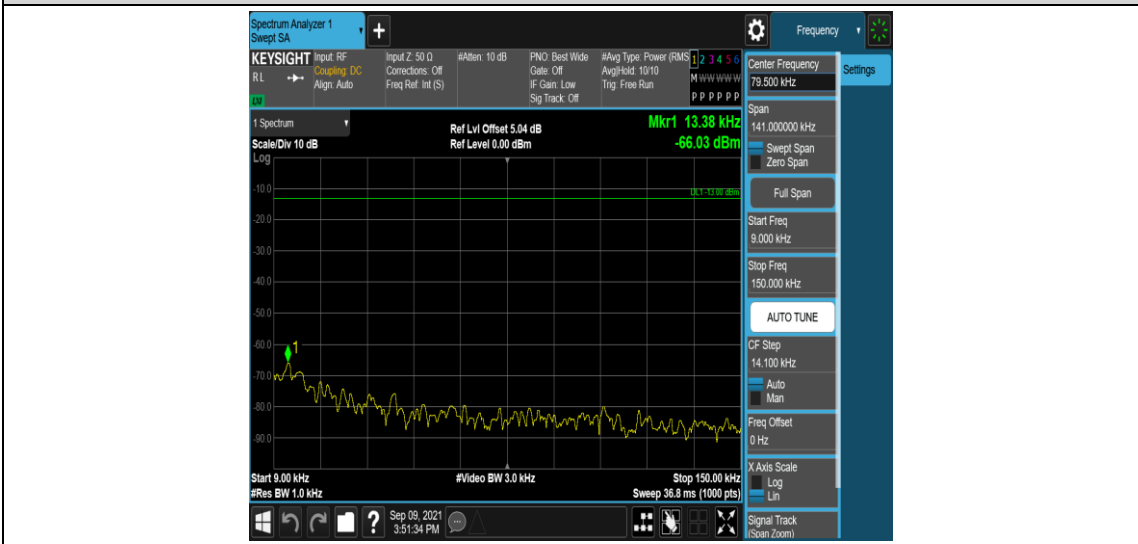 Spectrum Analyzer 1
Swept SA
+
Frequency
KEYSIGHT
RL
LXI
Input: RF
Coupling: DC
Align: Auto
Input Z: 50 Ω
Corrections: Off
Freq Ref: Int (S)
#Atten: 10 dB
PNO: Best Wide
Gate: Off
IF Gain: Low
Sig Track: Off
#Avg Type: Power (RMS
Avg|Hold: 10/10
Trig: Free Run
1 2 3 4 5 6
M W W W W W
P P P P P P
1 Spectrum
Scale/Div 10 dB
Log
Ref Lvl Offset 5.04 dB
Ref Level 0.00 dBm
Mkr1 13.38 kHz
-66.03 dBm
DL1 -13.00 dBm
-10.0
-20.0
-30.0
-40.0
-50.0
-60.0
-70.0
-80.0
-90.0
1
Start 9.00 kHz
#Res BW 1.0 kHz
#Video BW 3.0 kHz
Stop 150.00 kHz
Sweep 36.8 ms (1000 pts)
?
Sep 09, 2021
3:51:34 PM
Center Frequency
79.500 kHz
Settings
Span
141.000000 kHz
Swept Span
Zero Span
Full Span
Start Freq
9.000 kHz
Stop Freq
150.000 kHz
AUTO TUNE
CF Step
14.100 kHz
Auto
Man
Freq Offset
0 Hz
X Axis Scale
Log
Lin
Signal Track
(Span Zoom)